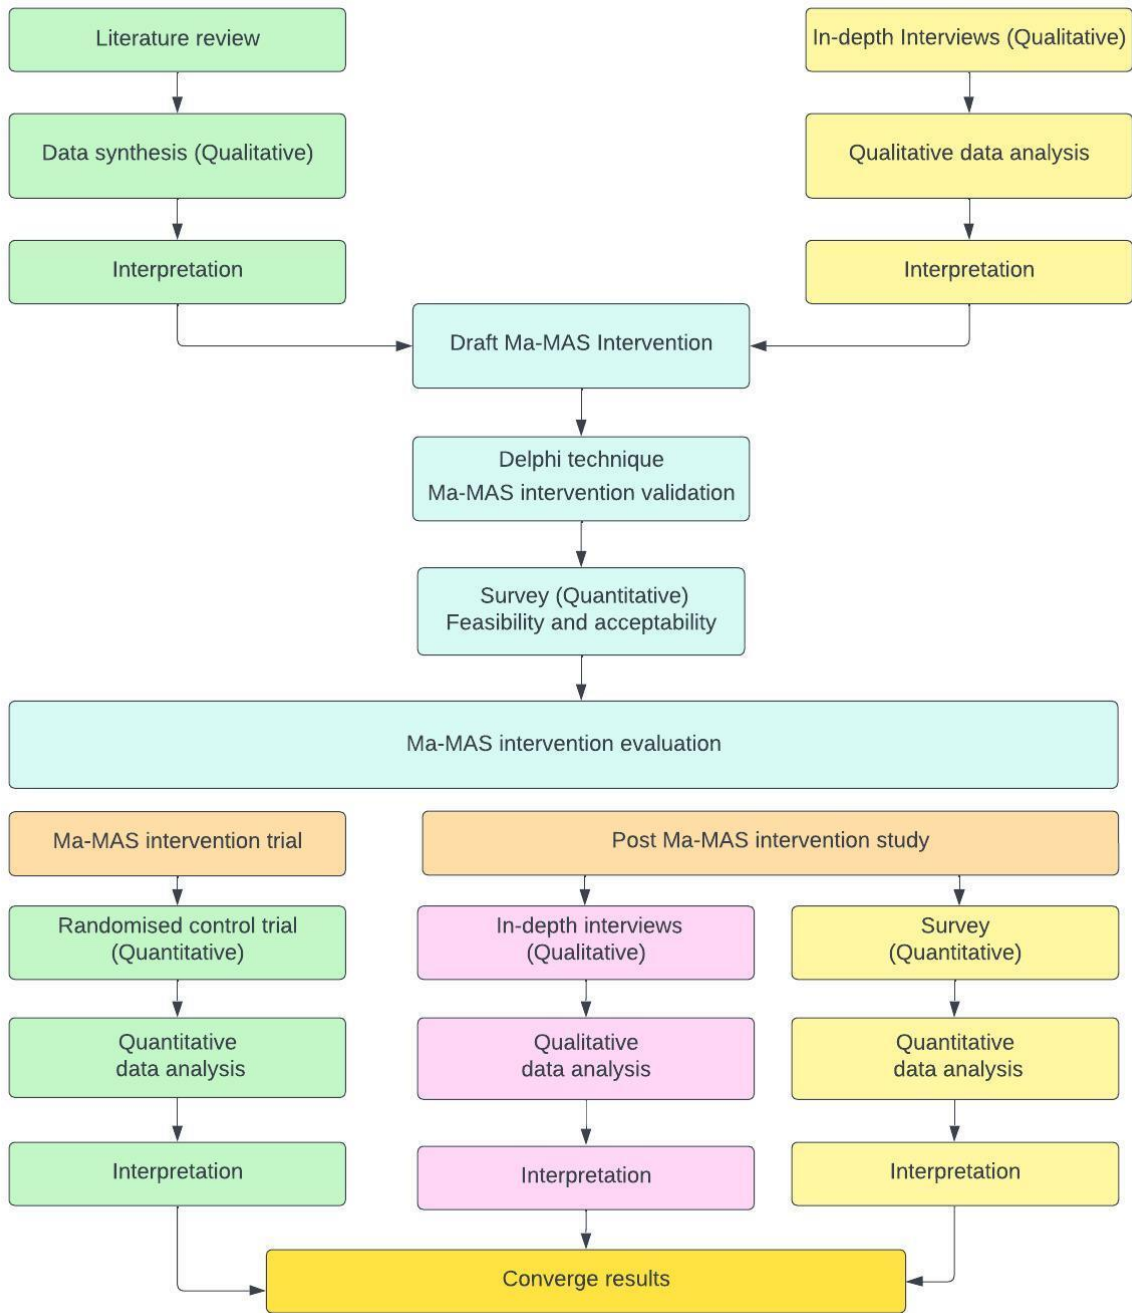 Literature review
In-depth Interviews (Qualitative)
Data synthesis (Qualitative)
Qualitative data analysis
Interpretation
Interpretation
Draft Ma-MAS Intervention
Delphi technique
Ma-MAS intervention validation
Survey (Quantitative)
Feasibility and acceptability
Ma-MAS intervention evaluation
Ma-MAS intervention trial
Post Ma-MAS intervention study
Randomised control trial
(Quantitative)
In-depth interviews
(Qualitative)
Survey
(Quantitative)
Quantitative
data analysis
Qualitative
data analysis
Quantitative
data analysis
Interpretation
Interpretation
Interpretation
Converge results